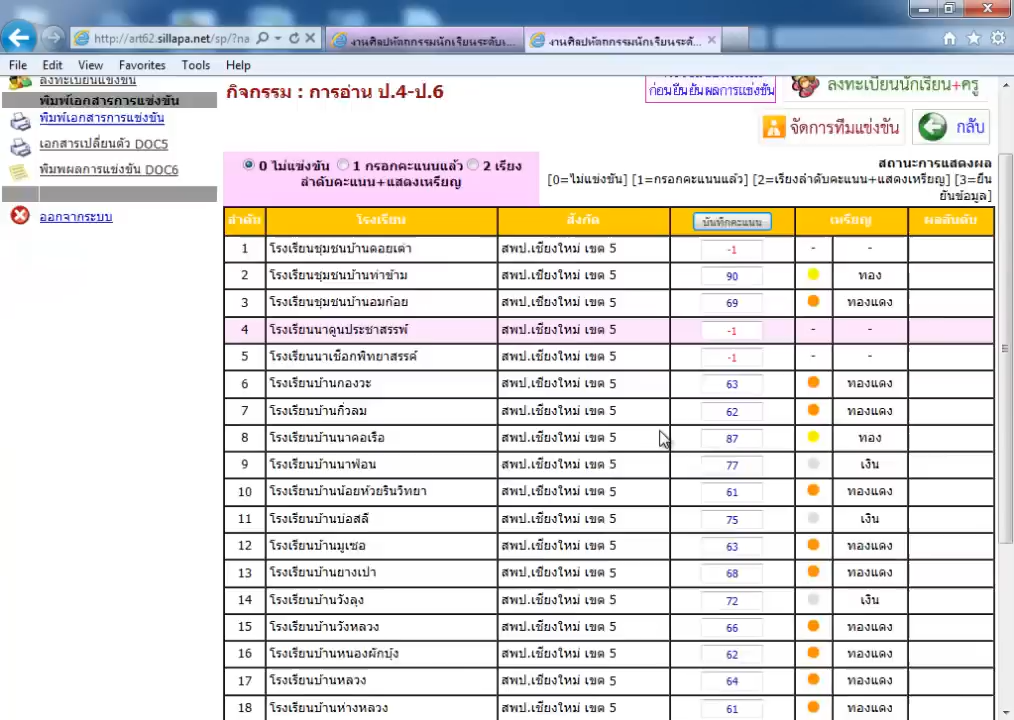 http://art62.sillapa.net/sp/?na
งานศิลปหัตถกรรมนักเรียนระดับ...
งานศิลปหัตถกรรมนักเรียนระดั...
File Edit View Favorites Tools Help
ลงทะเบียนแข่งขัน
พิมพ์เอกสารการแข่งขัน
พิมพ์เอกสารการแข่งขัน
เอกสารเปลี่ยนตัว DOC5
พิมพผลการแข่งขัน DOC6
ออกจากระบบ
กิจกรรม : การอ่าน ป.4-ป.6
ก่อนยืนยันผลการแข่งขัน
ลงทะเบียนนักเรียน+ครู
จัดการทีมแข่งขัน
กลับ
0 ไม่แข่งขัน 1 กรอกคะแนนแล้ว 2 เรียง
ลำดับคะแนน+แสดงเหรียญ
สถานะการแสดงผล
[0=ไม่แข่งขัน] [1=กรอกคะแนนแล้ว] [2=เรียงลำดับคะแนน+แสดงเหรียญ] [3=ยืน
ยันข้อมูล]
ลำดับ โรงเรียน สังกัด บันทึกคะแนน เหรียญ ผลอันดับ
1 โรงเรียนชุมชนบ้านดอยเต่า สพป.เชียงใหม่ เขต 5 -1 - -
2 โรงเรียนชุมชนบ้านท่าข้าม สพป.เชียงใหม่ เขต 5 90 ทอง
3 โรงเรียนชุมชนบ้านอมก๋อย สพป.เชียงใหม่ เขต 5 69 ทองแดง
4 โรงเรียนนาดูนประชาสรรพ์ สพป.เชียงใหม่ เขต 5 -1 - -
5 โรงเรียนนาเชือกพิทยาสรรค์ สพป.เชียงใหม่ เขต 5 -1 - -
6 โรงเรียนบ้านกองวะ สพป.เชียงใหม่ เขต 5 63 ทองแดง
7 โรงเรียนบ้านกิ่วลม สพป.เชียงใหม่ เขต 5 62 ทองแดง
8 โรงเรียนบ้านนาคอเรือ สพป.เชียงใหม่ เขต 5 87 ทอง
9 โรงเรียนบ้านนาฟ่อน สพป.เชียงใหม่ เขต 5 77 เงิน
10 โรงเรียนบ้านน้อยห้วยรินวิทยา สพป.เชียงใหม่ เขต 5 61 ทองแดง
11 โรงเรียนบ้านบ่อสลี สพป.เชียงใหม่ เขต 5 75 เงิน
12 โรงเรียนบ้านมูเซอ สพป.เชียงใหม่ เขต 5 63 ทองแดง
13 โรงเรียนบ้านยางเปา สพป.เชียงใหม่ เขต 5 68 ทองแดง
14 โรงเรียนบ้านวังลุง สพป.เชียงใหม่ เขต 5 72 เงิน
15 โรงเรียนบ้านวังหลวง สพป.เชียงใหม่ เขต 5 66 ทองแดง
16 โรงเรียนบ้านหนองผักบุ้ง สพป.เชียงใหม่ เขต 5 62 ทองแดง
17 โรงเรียนบ้านหลวง สพป.เชียงใหม่ เขต 5 64 ทองแดง
18 โรงเรียนบ้านห่างหลวง สพป.เชียงใหม่ เขต 5 61 ทองแดง